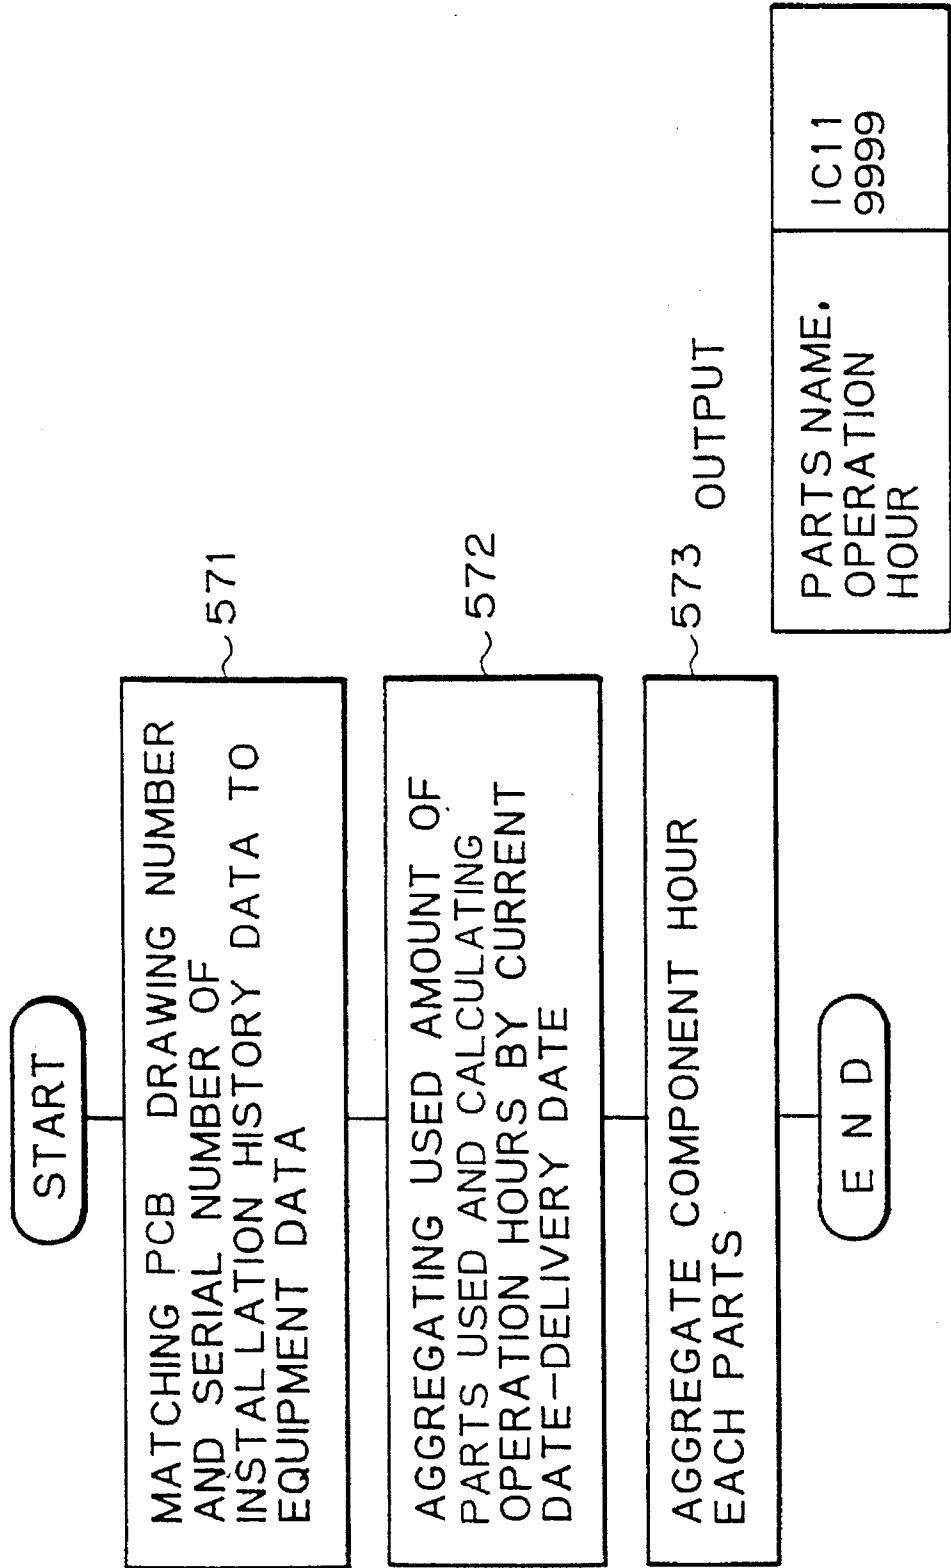 START
MATCHING PCB DRAWING NUMBER
AND SERIAL NUMBER OF
INSTALLATION HISTORY DATA TO
EQUIPMENT DATA
571
AGGREGATING USED AMOUNT OF
PARTS USED AND CALCULATING
OPERATION HOURS BY CURRENT
DATE-DELIVERY DATE
572
AGGREGATE COMPONENT HOUR
EACH PARTS
573
OUTPUT
END
PARTS NAME.
OPERATION
HOUR
IC11
9999